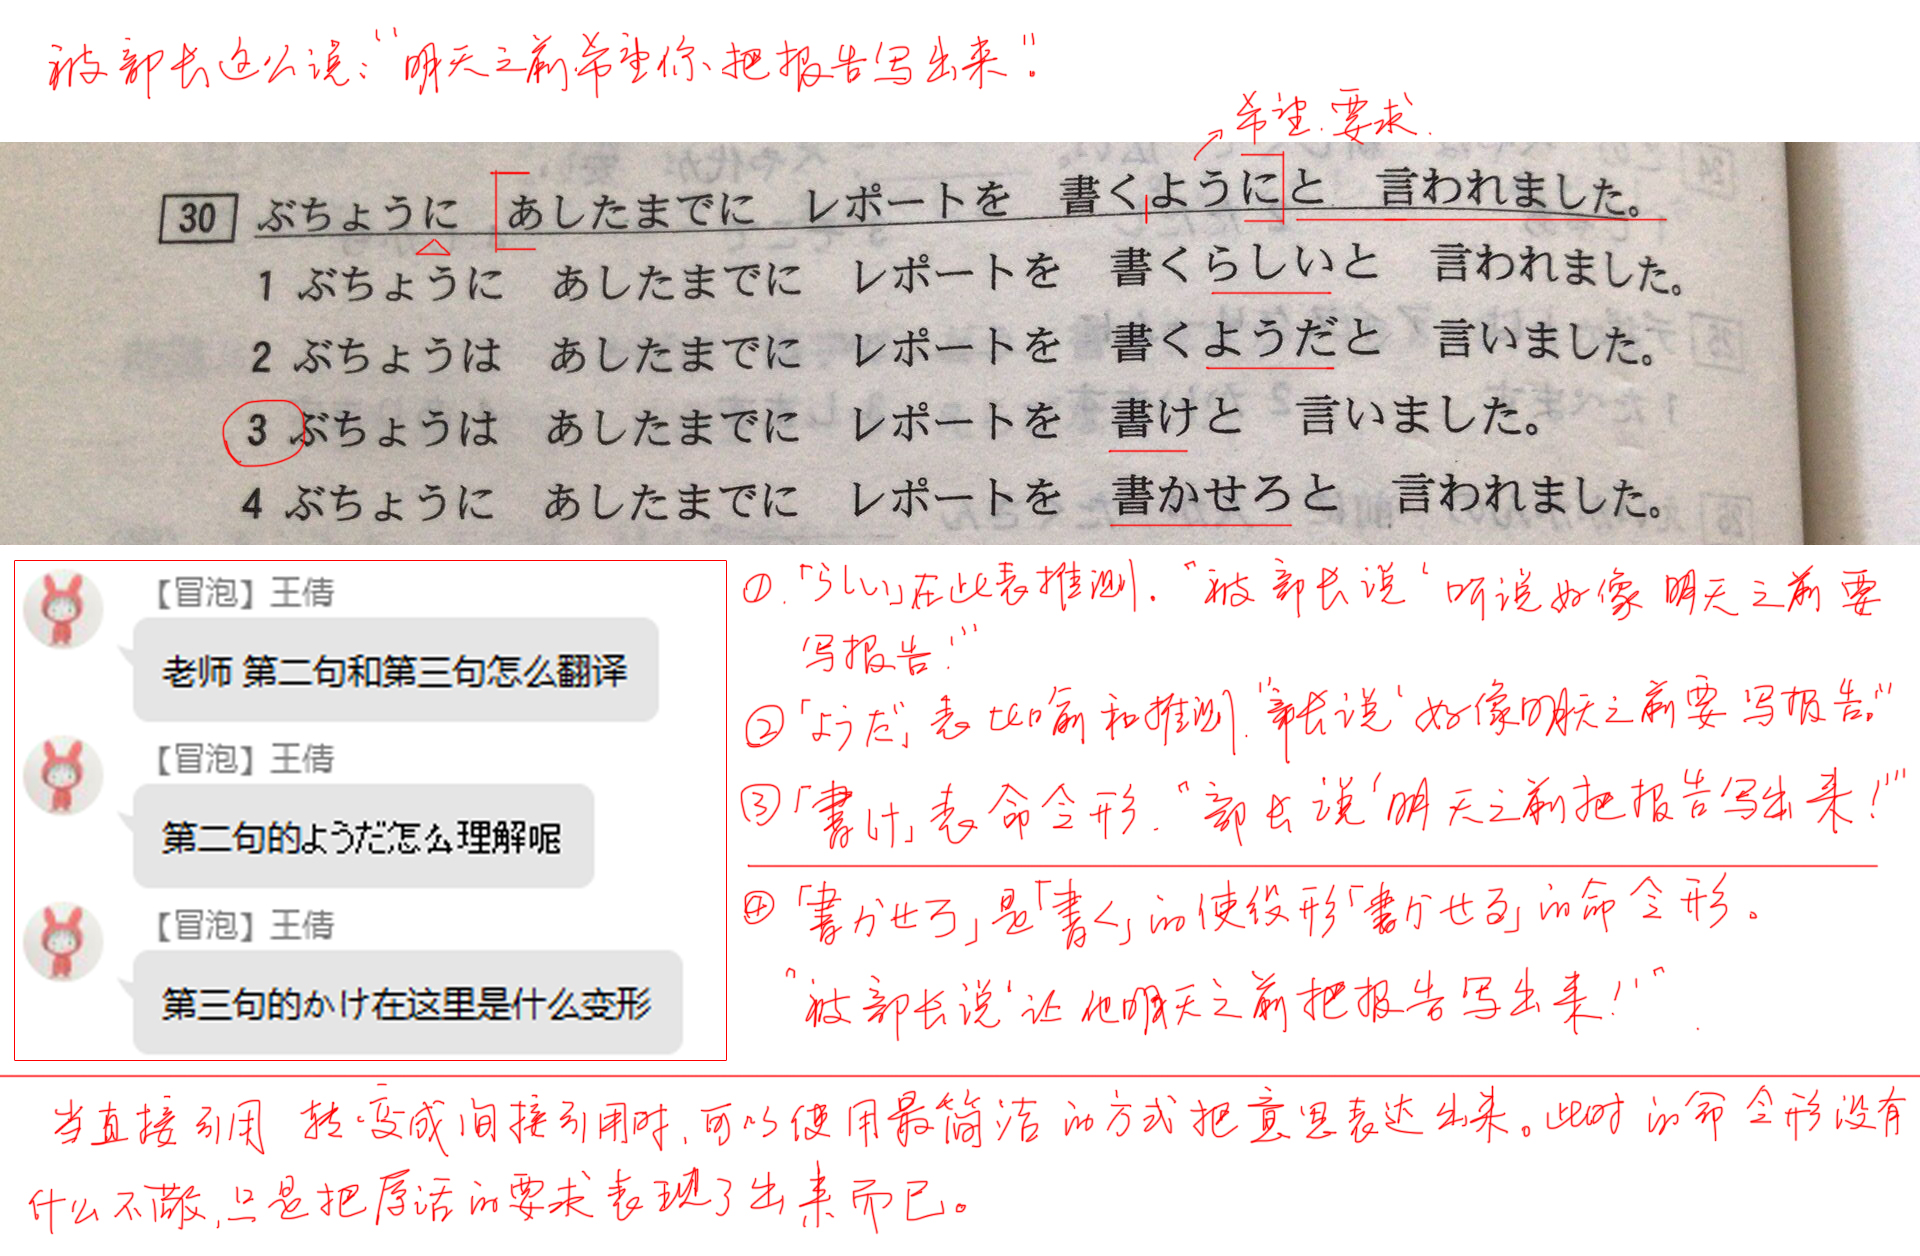 被部长这么说:"明天之前希望你把报告写出来".
希望.要求.
30 ぶちょうに あしたまでに レポートを 書くようにと 言われました。
1 ぶちょうに あしたまでに レポートを 書くらしいと 言われました。
2 ぶちょうは あしたまでに レポートを 書くようだと 言いました。
3 ぶちょうは あしたまでに レポートを 書けと 言いました。
4 ぶちょうに あしたまでに レポートを 書かせろと 言われました。
【冒泡】王倩
老师 第二句和第三句怎么翻译
【冒泡】王倩
第二句的ようだ怎么理解呢
【冒泡】王倩
第三句的かけ在这里是什么变形
①.「らしい」在此表推测."被部长说'听说好像明天之前要
写报告!'"
②「ようだ」表比喻和推测."部长说'好像明天之前要写报告。'"
③「書け」表命令形."部长说'明天之前把报告写出来!'"
④「書かせろ」是「書く」的使役形「書かせる」的命令形。
"被部长说'让他明天之前把报告写出来!'".
当直接引用转变成间接引用时,可以使用最简洁的方式把意思表达出来。此时的命令形没有
什么不敬,只是把原话的要求表现了出来而已。